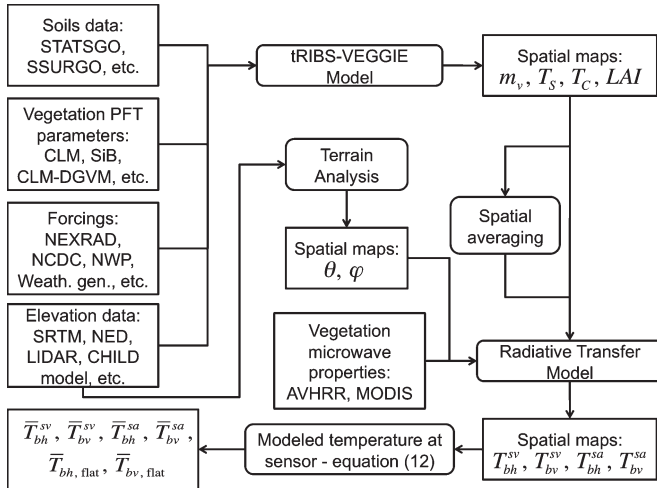 Soils data:
STATSGO,
SSURGO, etc.
tRIBS-VEGGIE
Model
Spatial maps:
m_v, T_S, T_C, LAI
Vegetation PFT
parameters:
CLM, SiB,
CLM-DGVM, etc.
Terrain
Analysis
Spatial
averaging
Forcings:
NEXRAD,
NCDC, NWP,
Weath. gen., etc.
Spatial maps:
θ, φ
Elevation data:
SRTM, NED,
LIDAR, CHILD
model, etc.
Vegetation
microwave
properties:
AVHRR, MODIS
Radiative Transfer
Model
T̅_bh^sv, T̅_bv^sv, T̅_bh^sa, T̅_bv^sa,
T̅_bh, flat, T̅_bv, flat
Modeled temperature at
sensor - equation (12)
Spatial maps:
T_bh^sv, T_bv^sv, T_bh^sa, T_bv^sa